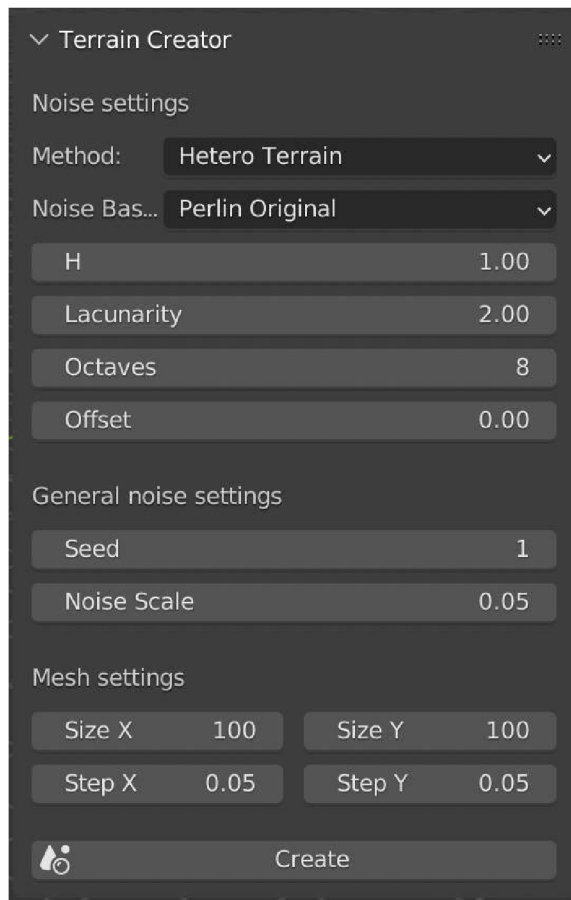 Terrain Creator
Noise settings
Method: Hetero Terrain
Noise Bas... Perlin Original
H 1.00
Lacunarity 2.00
Octaves 8
Offset 0.00
General noise settings
Seed 1
Noise Scale 0.05
Mesh settings
Size X 100 Size Y 100
Step X 0.05 Step Y 0.05
Create